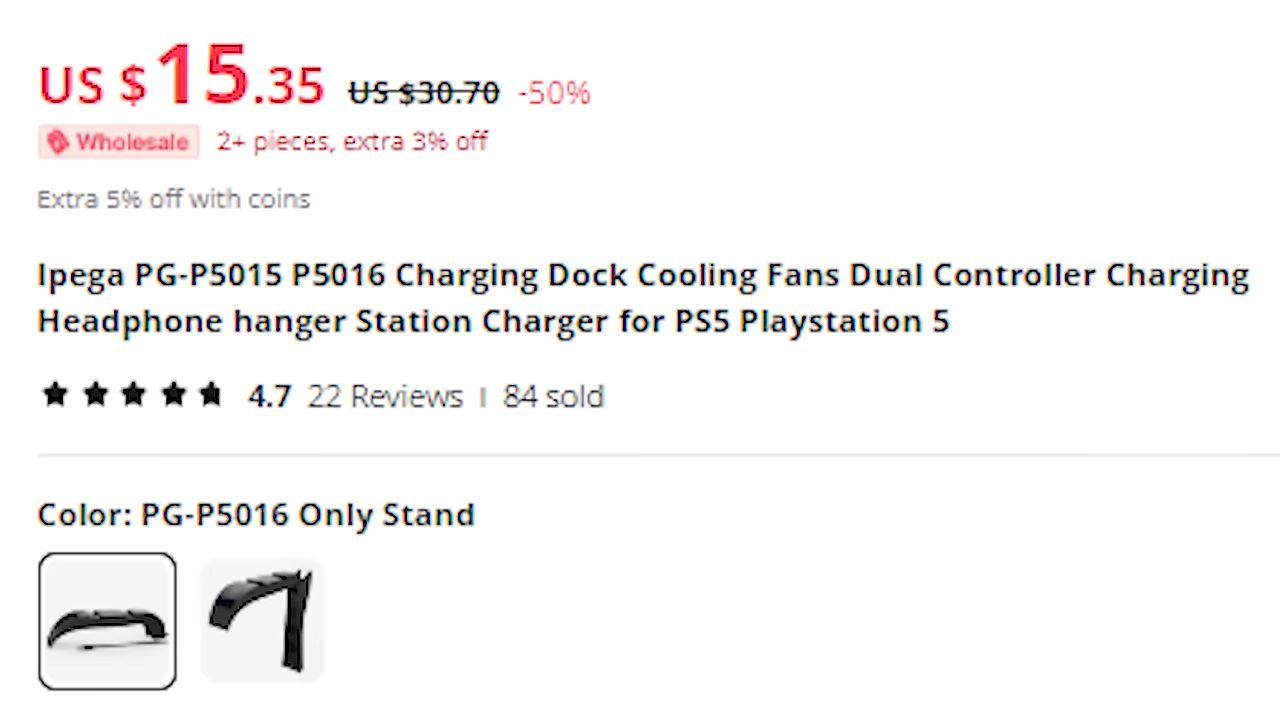 US $15.35 US $30.70 -50%
Wholesale 2+ pieces, extra 3% off
Extra 5% off with coins
Ipega PG-P5015 P5016 Charging Dock Cooling Fans Dual Controller Charging
Headphone hanger Station Charger for PS5 Playstation 5
4.7 22 Reviews | 84 sold
Color: PG-P5016 Only Stand